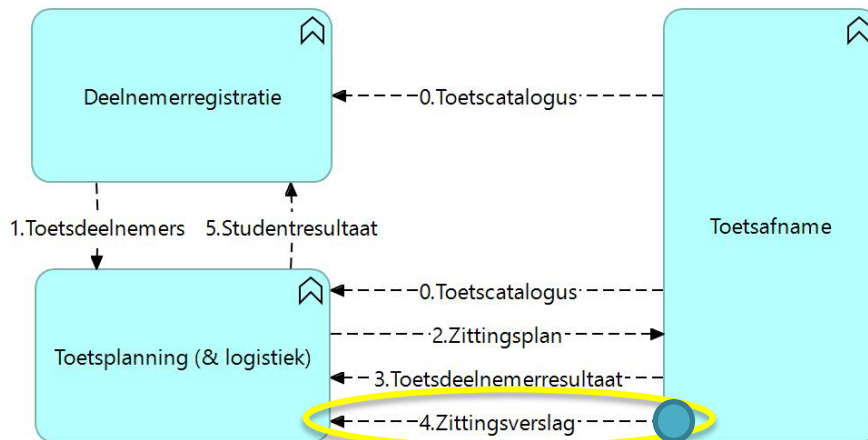 Deelnemerregistratie
0.Toetscatalogus
Toetsafname
1.Toetsdeelnemers
5.Studentresultaat
0.Toetscatalogus
2.Zittingsplan
Toetsplanning (& logistiek)
3.Toetsdeelnemerresultaat
4.Zittingsverslag